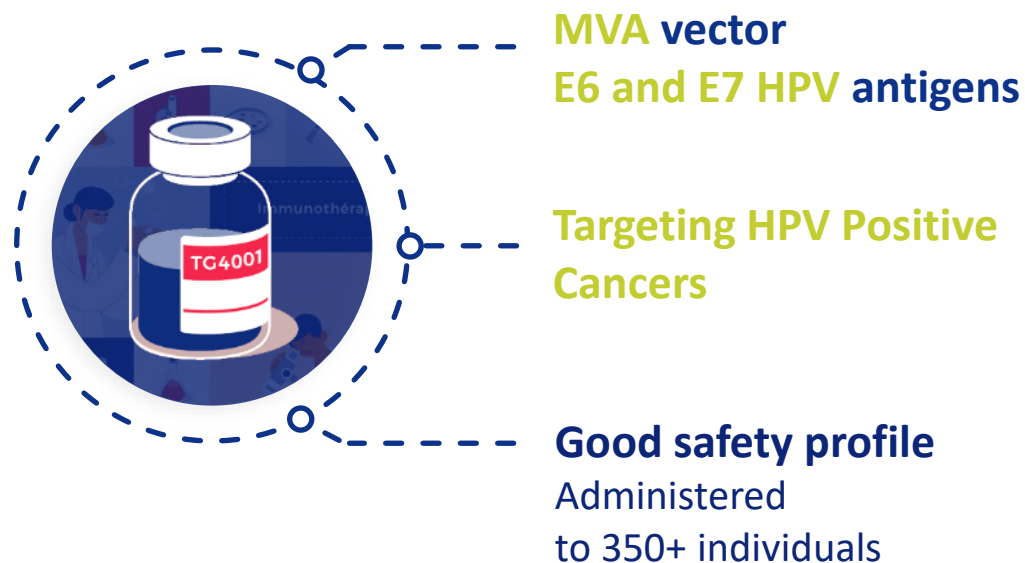 MVA vector
E6 and E7 HPV antigens
Immunothéra
TG4001
Targeting HPV Positive
Cancers
Good safety profile
Administered
to 350+ individuals